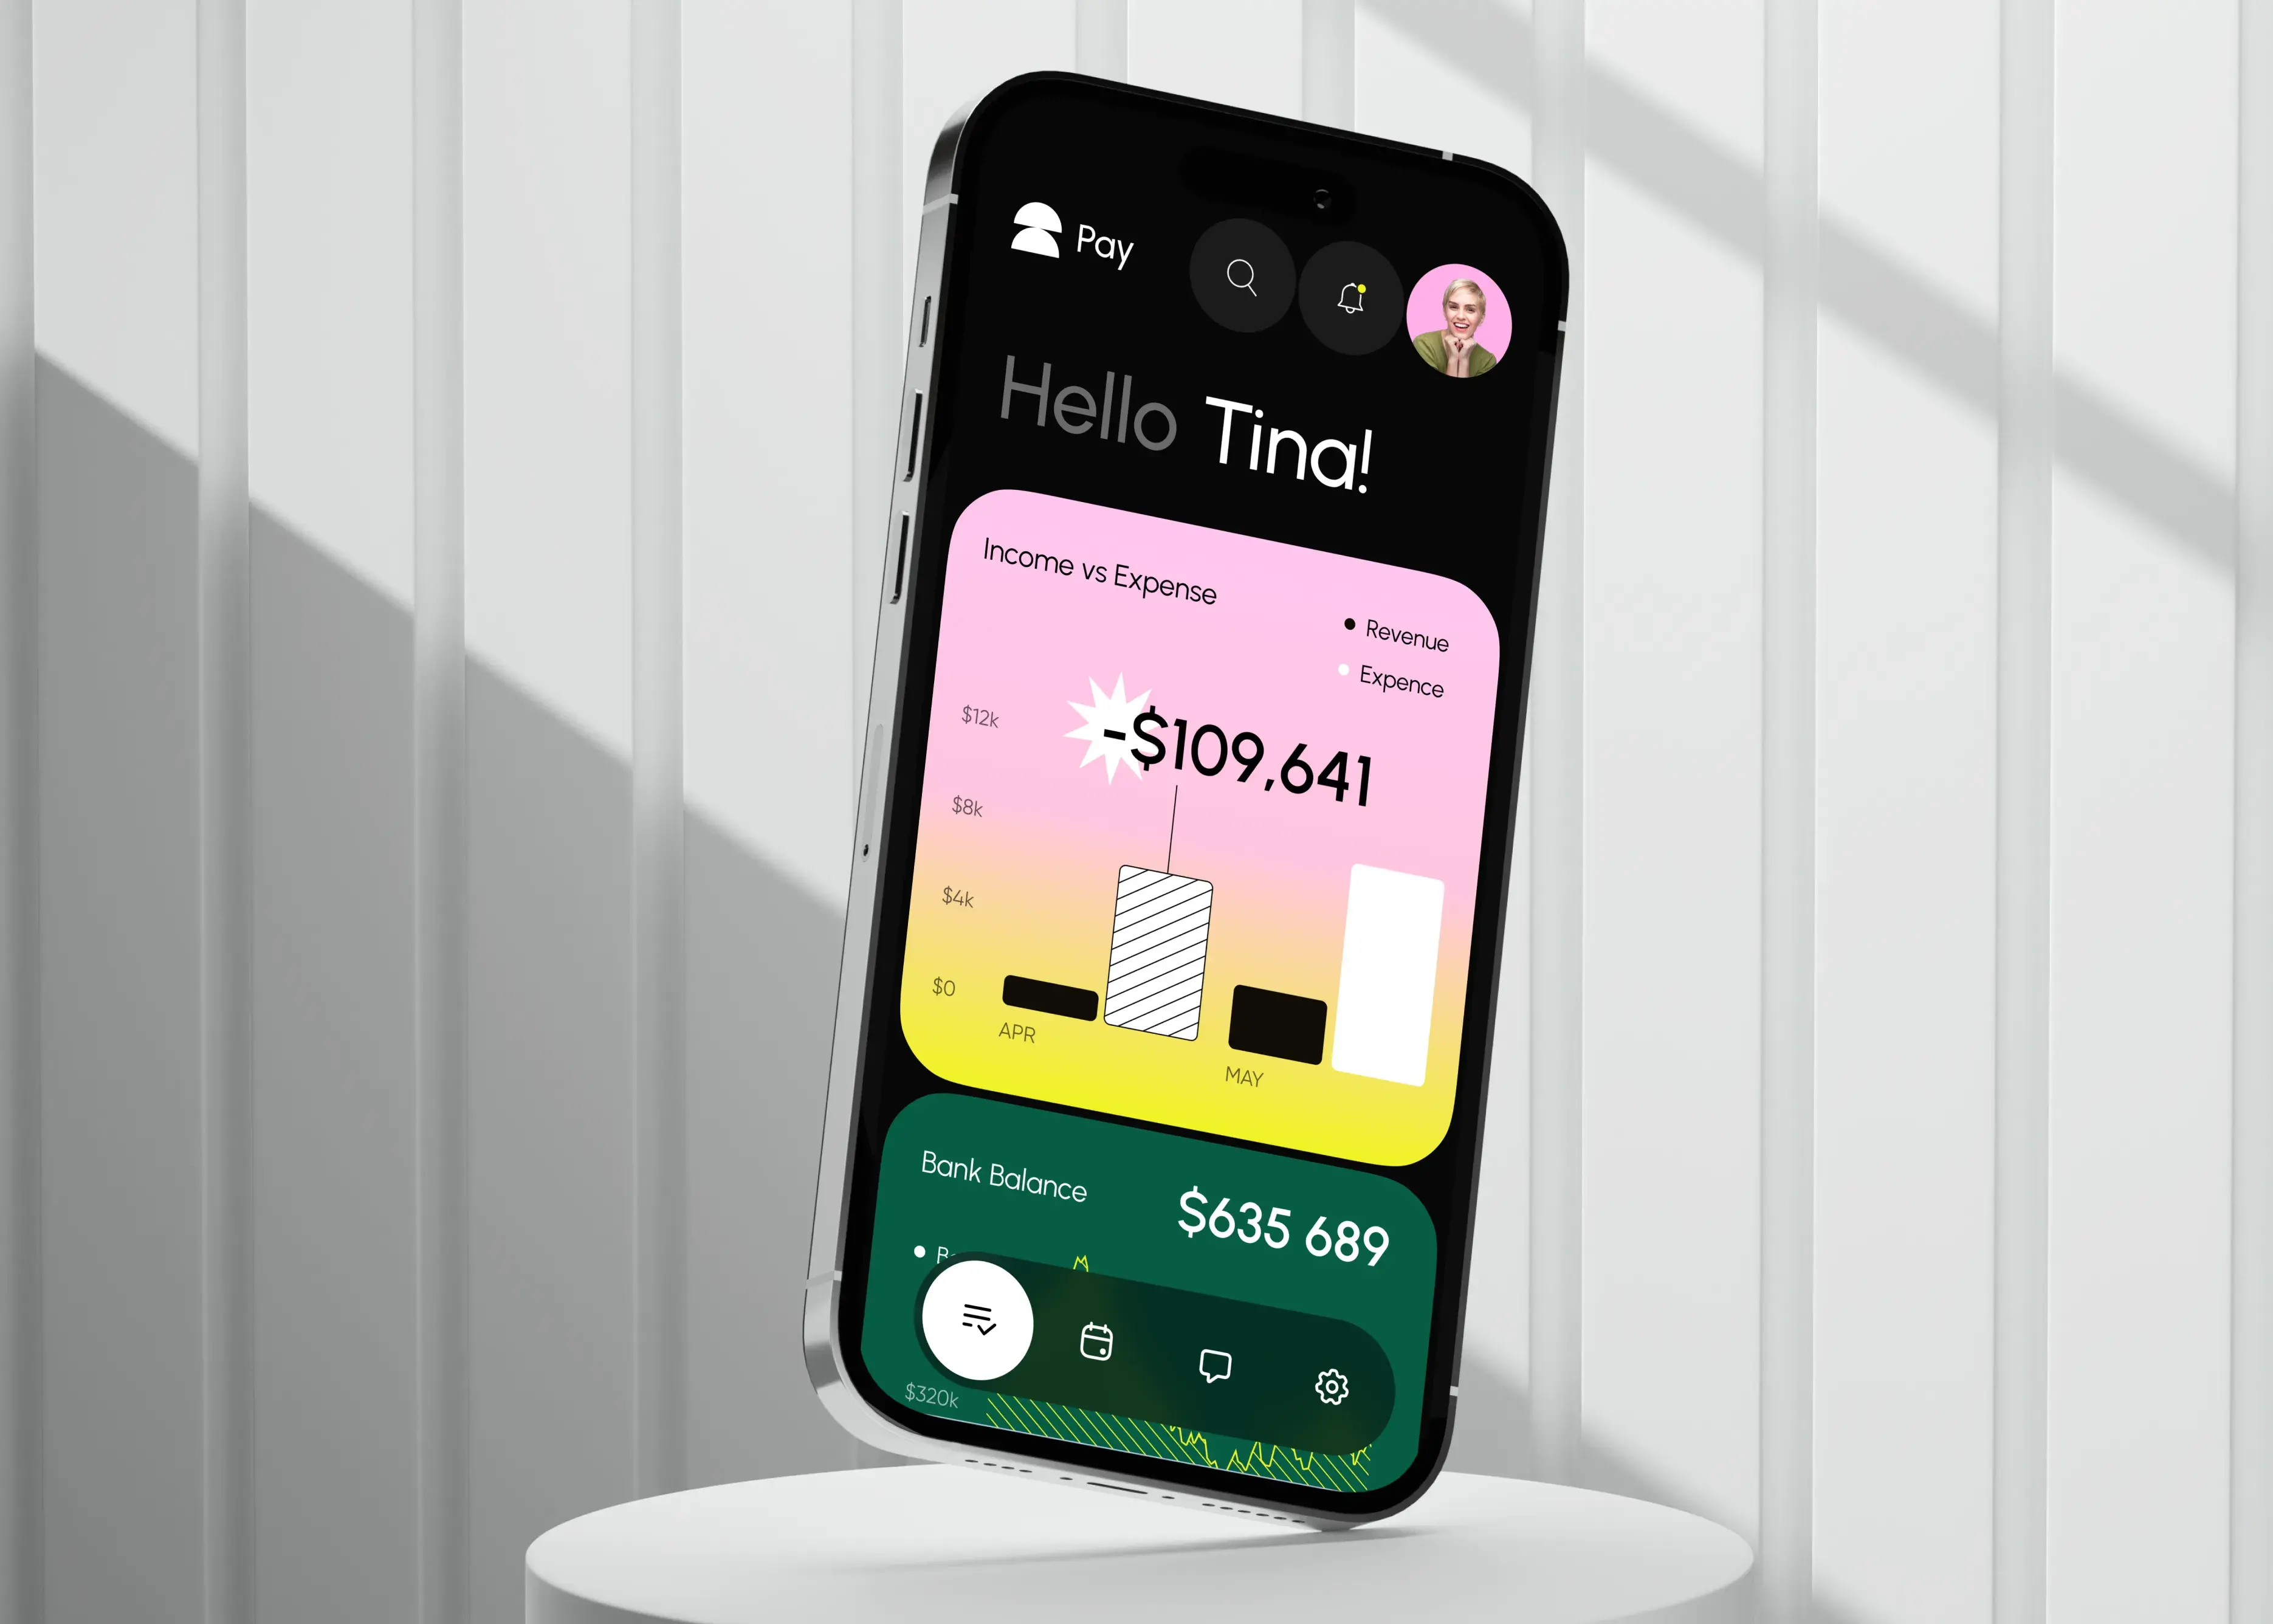 Pay
Hello Tina!
Income vs Expense
Revenue
Expence
$12k
-$109,641
$8k
$4k
$0
APR
MAY
Bank Balance
$635 689
$320k